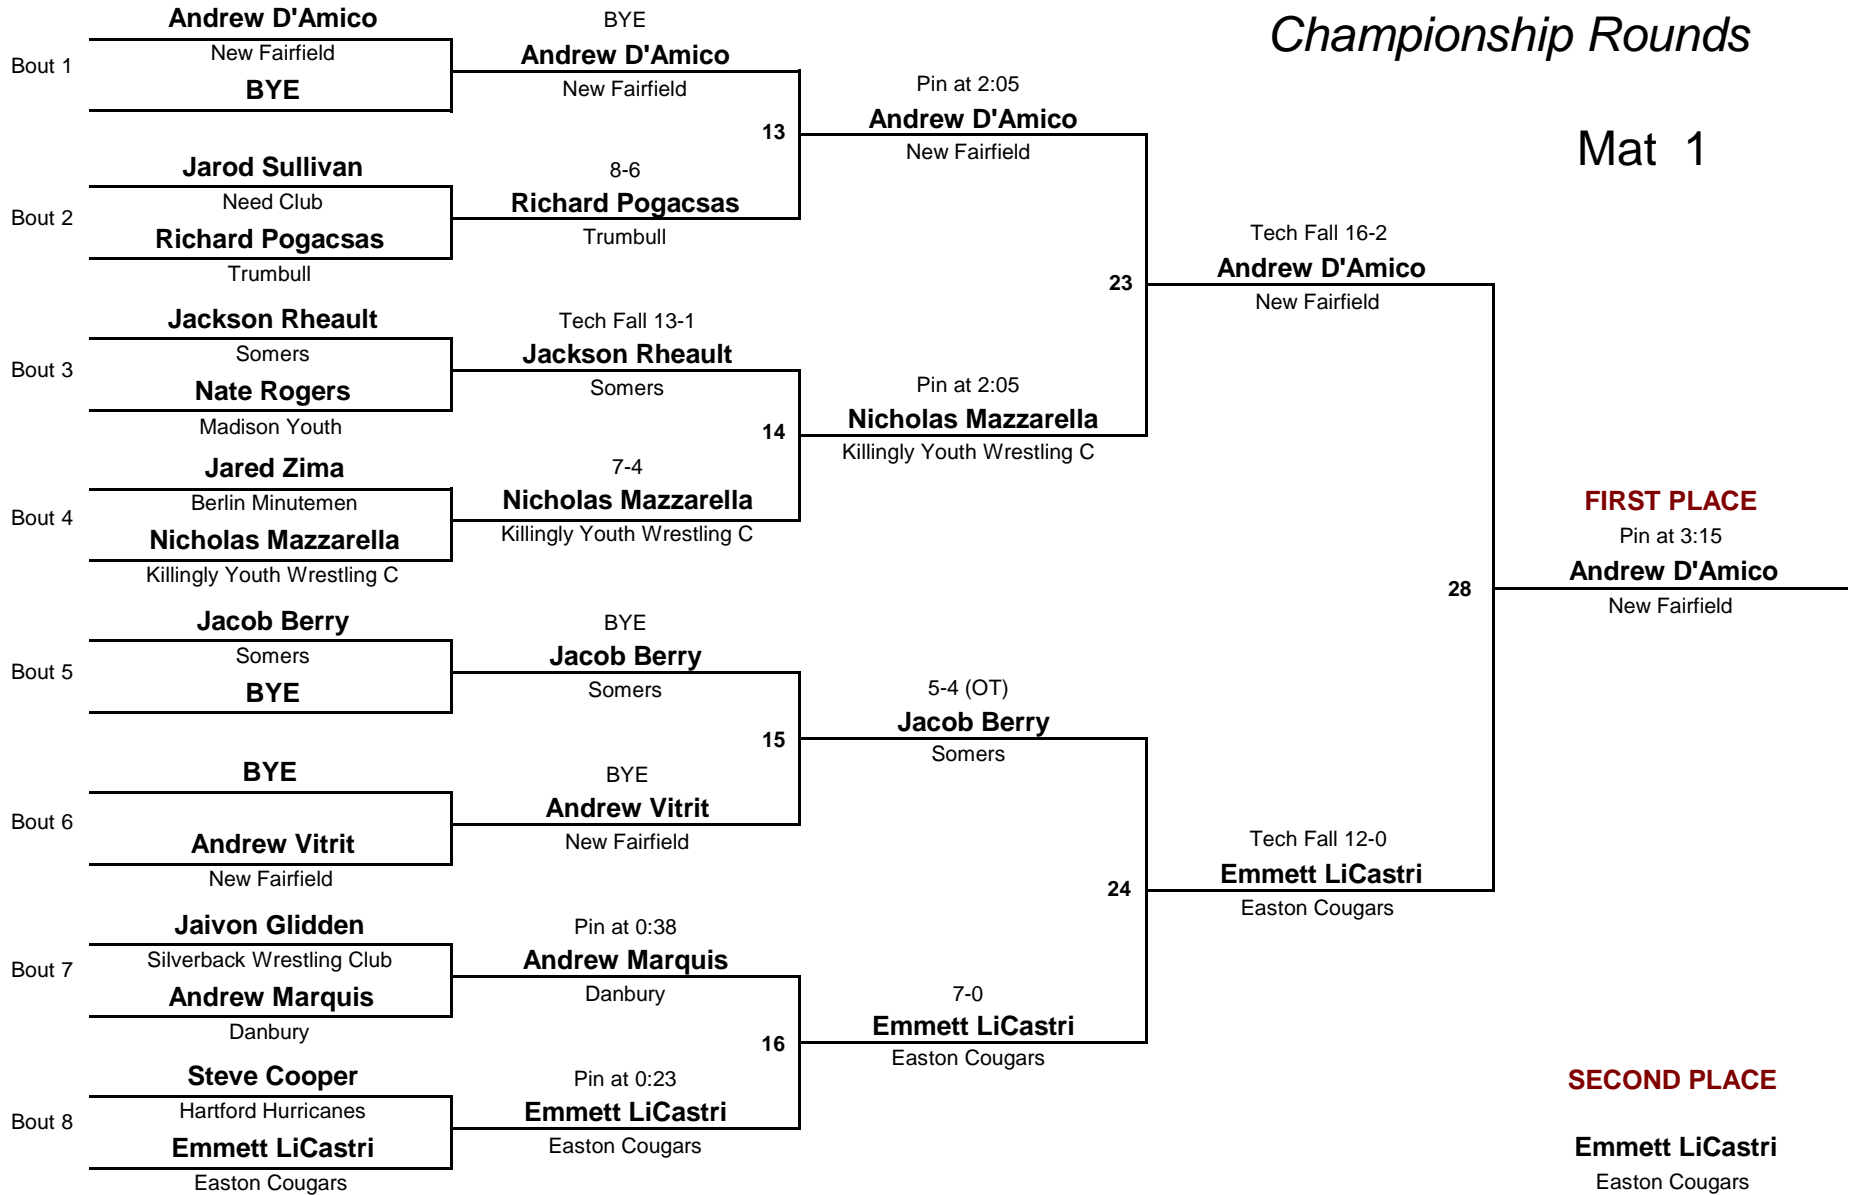 Championship Rounds
Mat 1
Bout 1
Andrew D'Amico
New Fairfield
BYE
Bout 2
Jarod Sullivan
Need Club
Richard Pogacsas
Trumbull
Bout 3
Jackson Rheault
Somers
Nate Rogers
Madison Youth
Bout 4
Jared Zima
Berlin Minutemen
Nicholas Mazzarella
Killingly Youth Wrestling C
Bout 5
Jacob Berry
Somers
BYE
Bout 6
BYE
Andrew Vitrit
New Fairfield
Bout 7
Jaivon Glidden
Silverback Wrestling Club
Andrew Marquis
Danbury
Bout 8
Steve Cooper
Hartford Hurricanes
Emmett LiCastri
Easton Cougars
BYE
Andrew D'Amico
New Fairfield
13
8-6
Richard Pogacsas
Trumbull
Tech Fall 13-1
Jackson Rheault
Somers
14
7-4
Nicholas Mazzarella
Killingly Youth Wrestling C
BYE
Jacob Berry
Somers
15
BYE
Andrew Vitrit
New Fairfield
Pin at 0:38
Andrew Marquis
Danbury
16
Pin at 0:23
Emmett LiCastri
Easton Cougars
Pin at 2:05
Andrew D'Amico
New Fairfield
23
Pin at 2:05
Nicholas Mazzarella
Killingly Youth Wrestling C
5-4 (OT)
Jacob Berry
Somers
24
7-0
Emmett LiCastri
Easton Cougars
Tech Fall 16-2
Andrew D'Amico
New Fairfield
28
Tech Fall 12-0
Emmett LiCastri
Easton Cougars
FIRST PLACE
Pin at 3:15
Andrew D'Amico
New Fairfield
SECOND PLACE
Emmett LiCastri
Easton Cougars